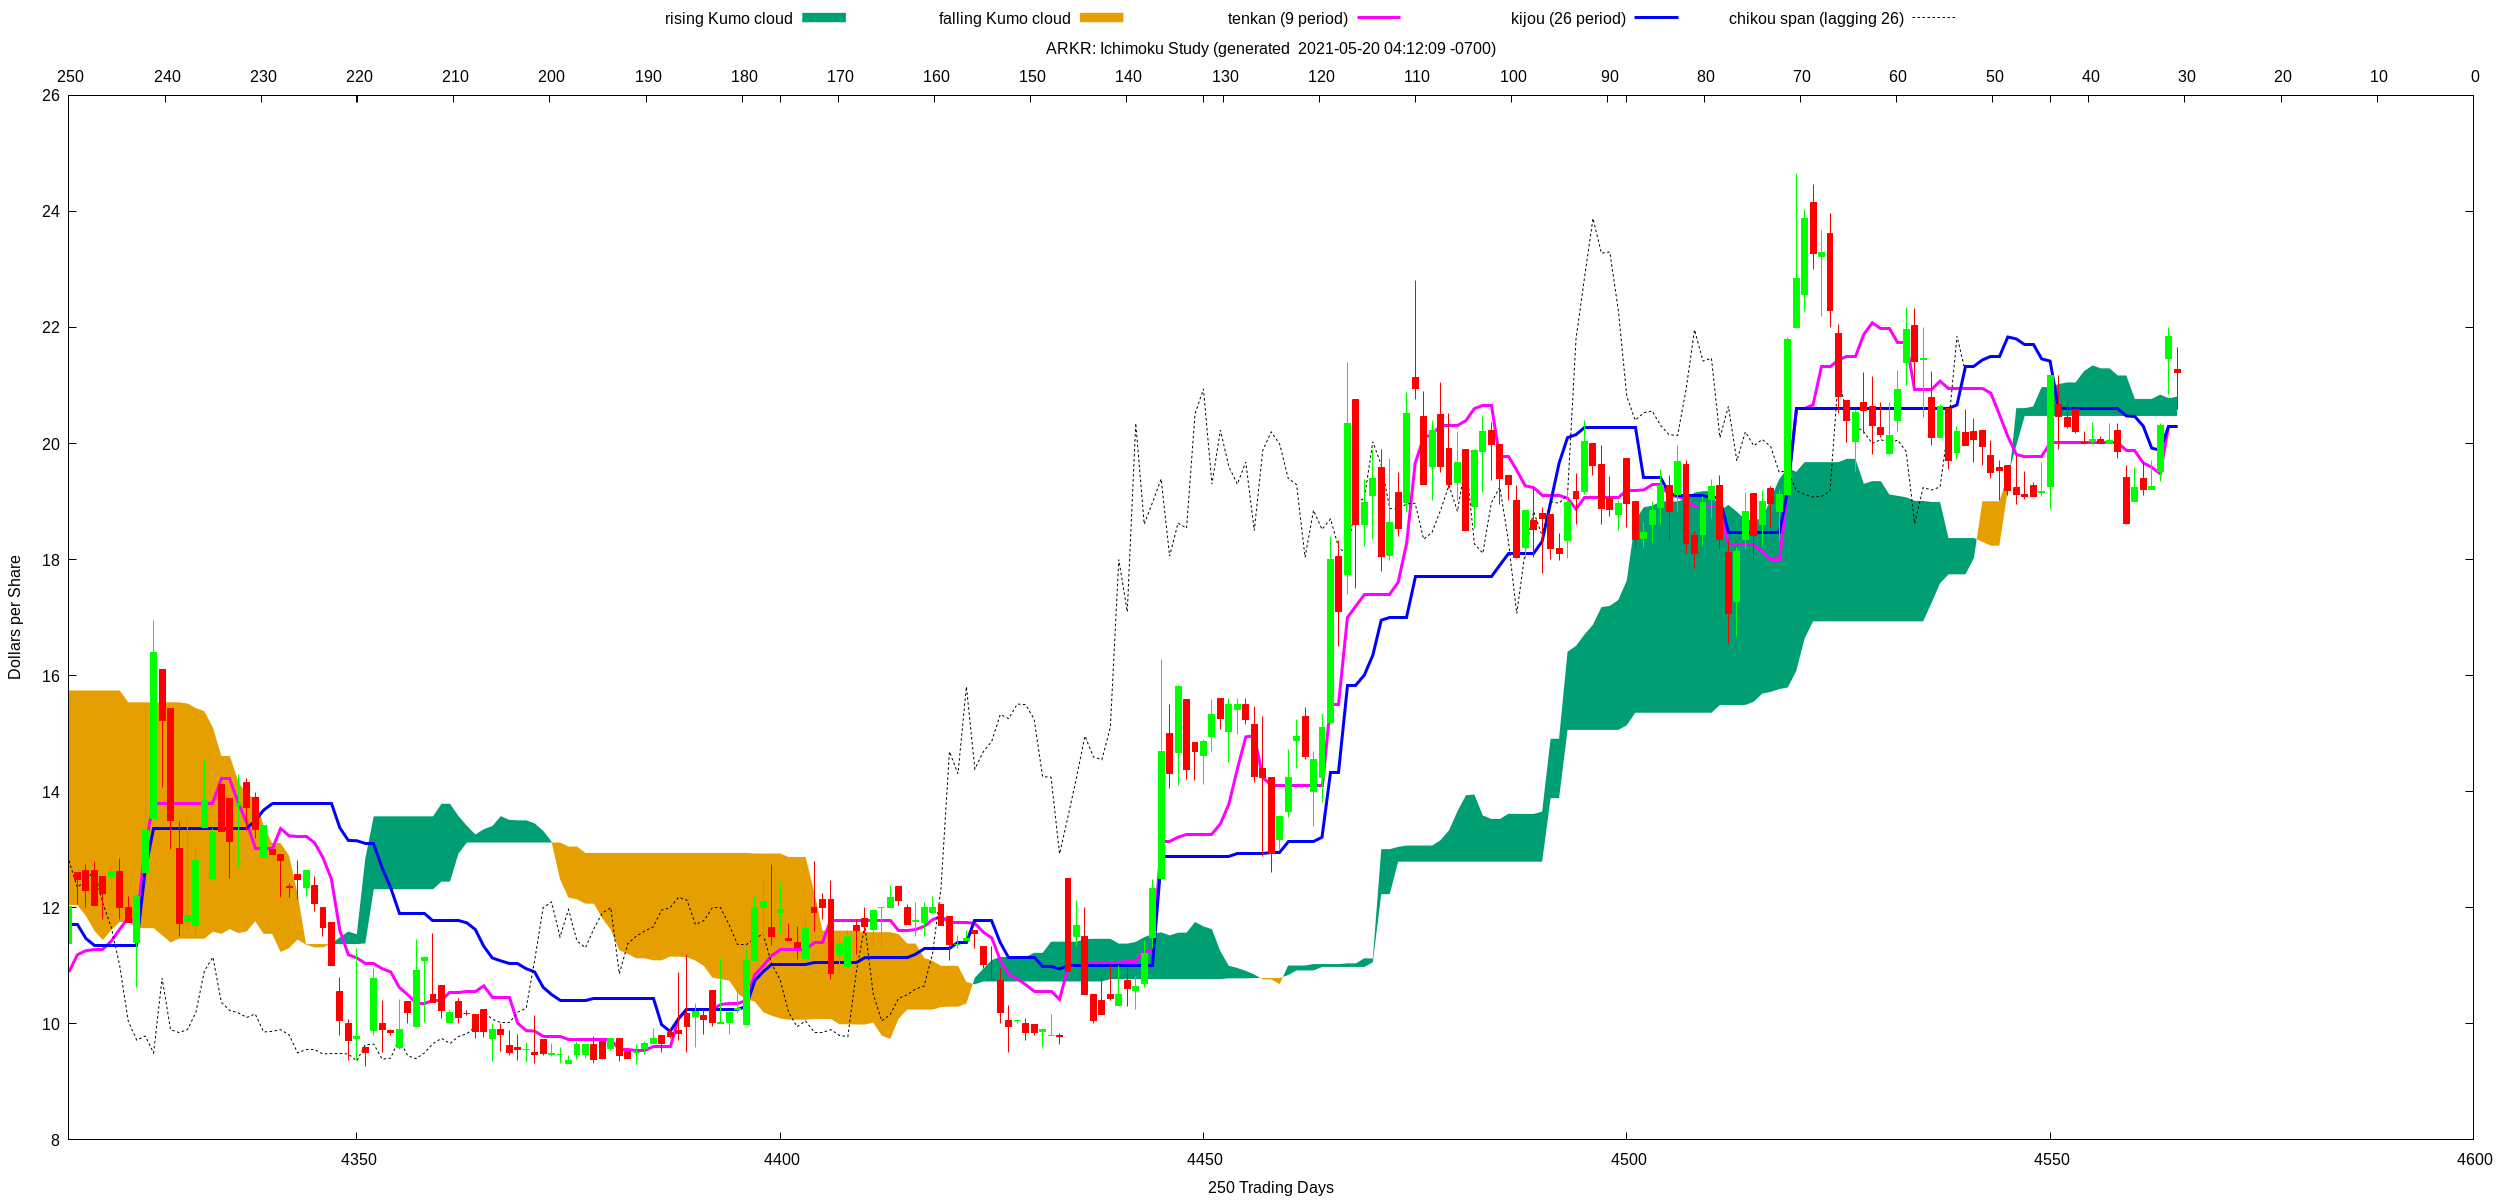 rising Kumo cloud falling Kumo cloud tenkan (9 period) kijou (26 period) chikou span (lagging 26)
ARKR: Ichimoku Study (generated  2021-05-20 04:12:09 -0700)
250 240 230 220 210 200 190 180 170 160 150 140 130 120 110 100 90 80 70 60 50 40 30 20 10 0
26
24
22
20
18
16
14
12
10
8
Dollars per Share
4350 4400 4450 4500 4550 4600
250 Trading Days